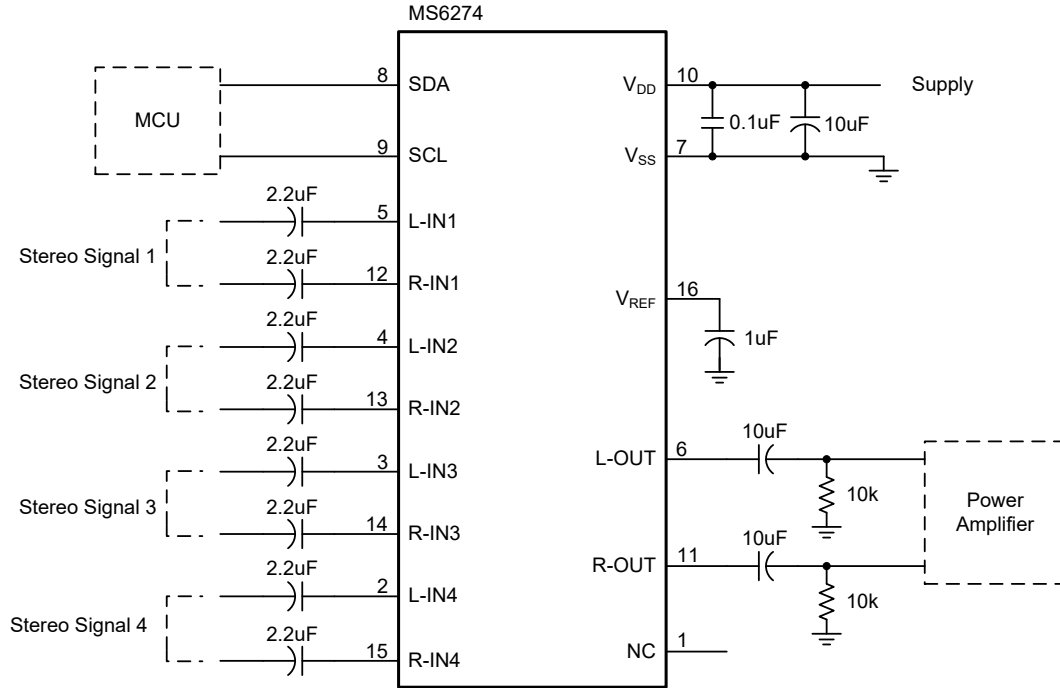 MS6274
MCU
8
SDA
9
SCL
2.2uF
5
L-IN1
Stereo Signal 1
2.2uF
12
R-IN1
2.2uF
4
L-IN2
Stereo Signal 2
2.2uF
13
R-IN2
2.2uF
3
L-IN3
Stereo Signal 3
2.2uF
14
R-IN3
2.2uF
2
L-IN4
Stereo Signal 4
2.2uF
15
R-IN4
VDD
10
Supply
0.1uF
10uF
VSS
7
VREF
16
1uF
10uF
L-OUT
6
10k
10uF
R-OUT
11
10k
Power
Amplifier
NC
1